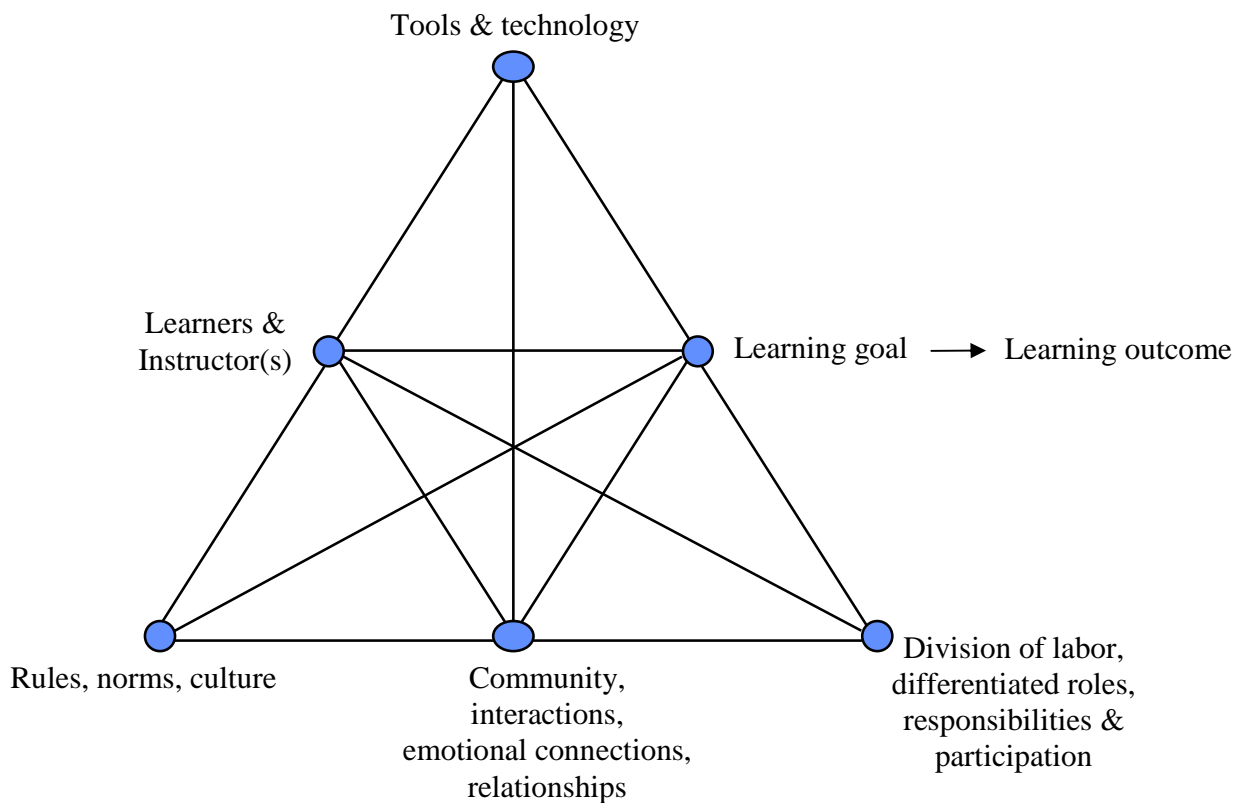 Tools & technology
Learners &
Instructor(s)
Learning goal
Learning outcome
Rules, norms, culture
Community,
interactions,
emotional connections,
relationships
Division of labor,
differentiated roles,
responsibilities &
participation